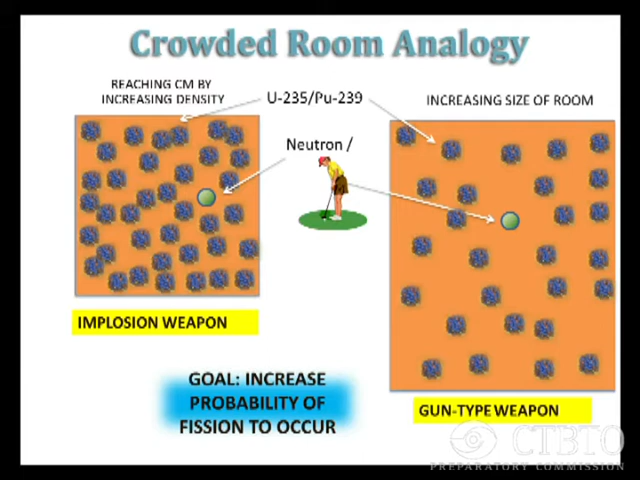 Crowded Room Analogy
REACHING CM BY
INCREASING DENSITY
U-235/Pu-239
INCREASING SIZE OF ROOM
Neutron /
IMPLOSION WEAPON
GOAL: INCREASE
PROBABILITY OF
FISSION TO OCCUR
GUN-TYPE WEAPON
CTBTO
PREPARATORY COMMISSION